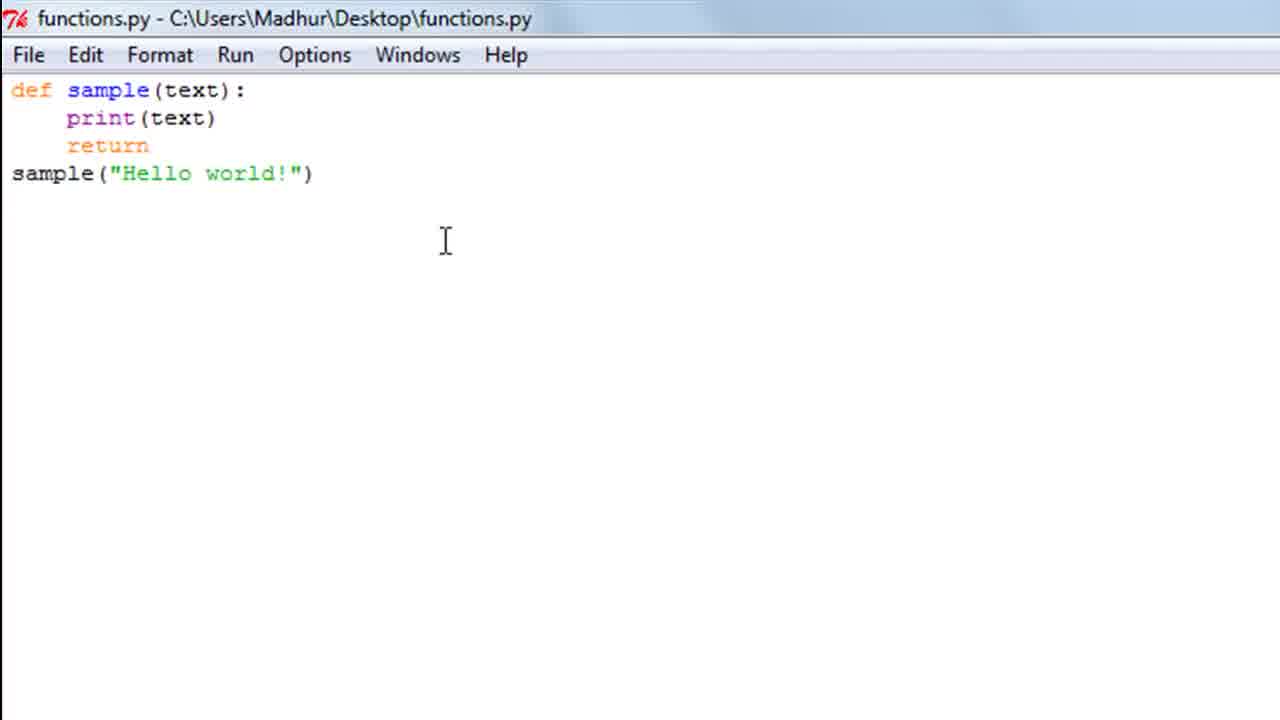 functions.py - C:\Users\Madhur\Desktop\functions.py
File Edit Format Run Options Windows Help
def sample(text):
    print(text)
    return
sample("Hello world!")